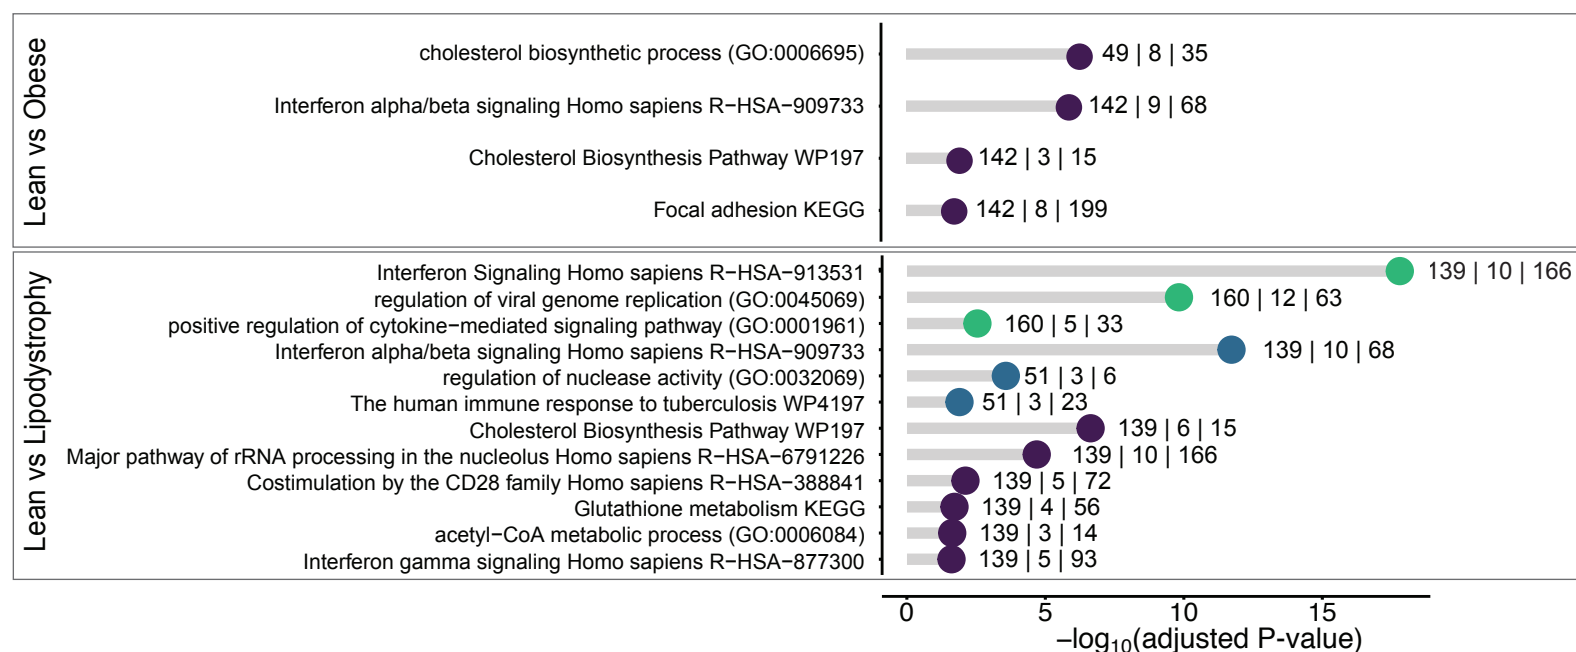 Lean vs Obese
cholesterol biosynthetic process (GO:0006695) 49 | 8 | 35
Interferon alpha/beta signaling Homo sapiens R−HSA−909733 142 | 9 | 68
Cholesterol Biosynthesis Pathway WP197 142 | 3 | 15
Focal adhesion KEGG 142 | 8 | 199
Lean vs Lipodystrophy
Interferon Signaling Homo sapiens R−HSA−913531 139 | 10 | 166
regulation of viral genome replication (GO:0045069) 160 | 12 | 63
positive regulation of cytokine−mediated signaling pathway (GO:0001961) 160 | 5 | 33
Interferon alpha/beta signaling Homo sapiens R−HSA−909733 139 | 10 | 68
regulation of nuclease activity (GO:0032069) 51 | 3 | 6
The human immune response to tuberculosis WP4197 51 | 3 | 23
Cholesterol Biosynthesis Pathway WP197 139 | 6 | 15
Major pathway of rRNA processing in the nucleolus Homo sapiens R−HSA−6791226 139 | 10 | 166
Costimulation by the CD28 family Homo sapiens R−HSA−388841 139 | 5 | 72
Glutathione metabolism KEGG 139 | 4 | 56
acetyl−CoA metabolic process (GO:0006084) 139 | 3 | 14
Interferon gamma signaling Homo sapiens R−HSA−877300 139 | 5 | 93
0 5 10 15
−log10(adjusted P-value)